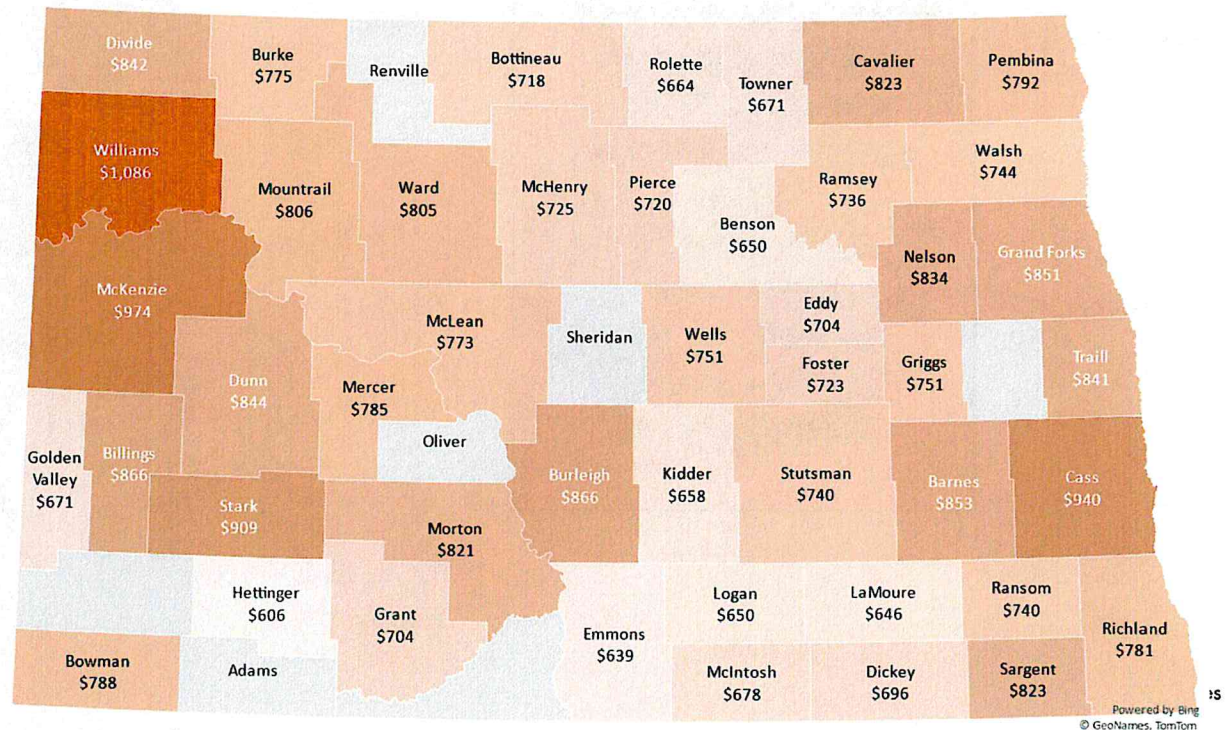 Divide
$842
Burke
$775
Renville
Bottineau
$718
Rolette
$664
Towner
$671
Cavalier
$823
Pembina
$792
Williams
$1,086
Mountrail
$806
Ward
$805
McHenry
$725
Pierce
$720
Benson
$650
Ramsey
$736
Walsh
$744
Nelson
$834
Grand Forks
$851
McKenzie
$974
McLean
$773
Sheridan
Wells
$751
Eddy
$704
Foster
$723
Griggs
$751
Traill
$841
Dunn
$844
Mercer
$785
Oliver
Golden
Valley
$671
Billings
$866
Stark
$909
Morton
$821
Burleigh
$866
Kidder
$658
Stutsman
$740
Barnes
$853
Cass
$940
Hettinger
$606
Grant
$704
Emmons
$639
Logan
$650
LaMoure
$646
Ransom
$740
Richland
$781
Bowman
$788
Adams
McIntosh
$678
Dickey
$696
Sargent
$823
Powered by Bing
© GeoNames, TomTom